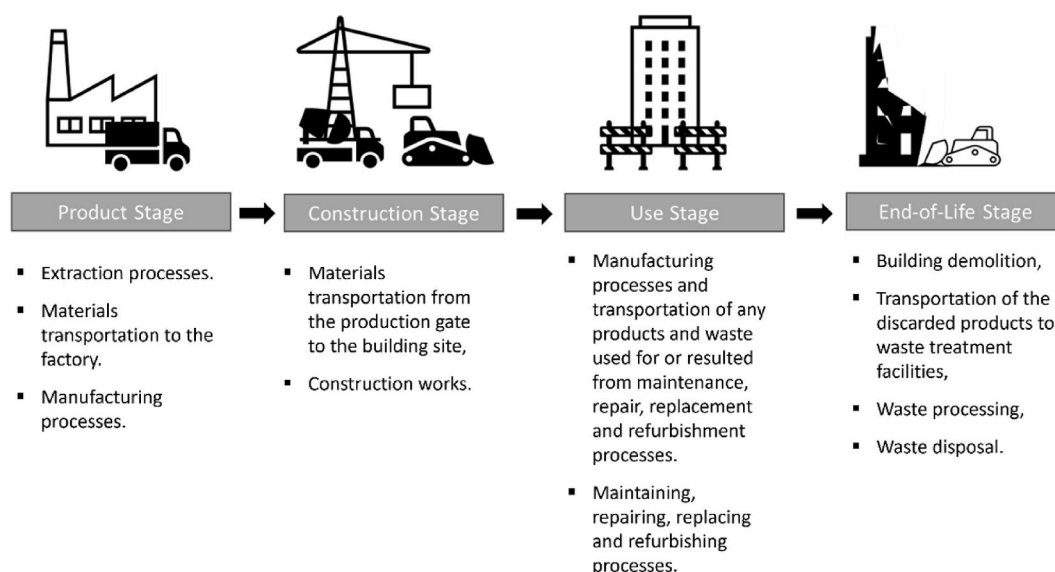 Product Stage
Construction Stage
Use Stage
End-of-Life Stage
▪ Extraction processes.
▪ Materials
transportation to the
factory.
▪ Manufacturing
processes.
▪ Materials
transportation from
the production gate
to the building site,
▪ Construction works.
▪ Manufacturing
processes and
transportation of any
products and waste
used for or resulted
from maintenance,
repair, replacement
and refurbishment
processes.
▪ Maintaining,
repairing, replacing
and refurbishing
processes.
▪ Building demolition,
▪ Transportation of the
discarded products to
waste treatment
facilities,
▪ Waste processing,
▪ Waste disposal.